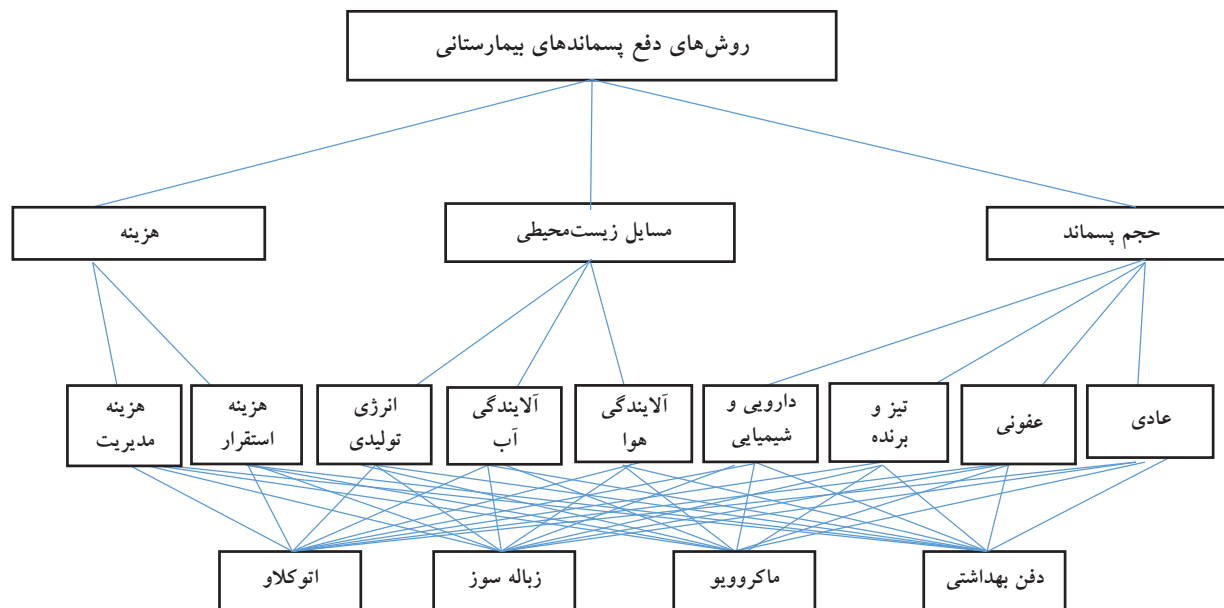 روش‌های دفع پسماندهای بیمارستانی
حجم پسماند
مسایل زیست‌محیطی
هزینه
عادی
عفونی
تیز و
برنده
دارویی و
شیمیایی
آلایندگی
هوا
آلایندگی
آب
انرژی
تولیدی
هزینه
استقرار
هزینه
مدیریت
دفن بهداشتی
ماکروویو
زباله سوز
اتوکلاو